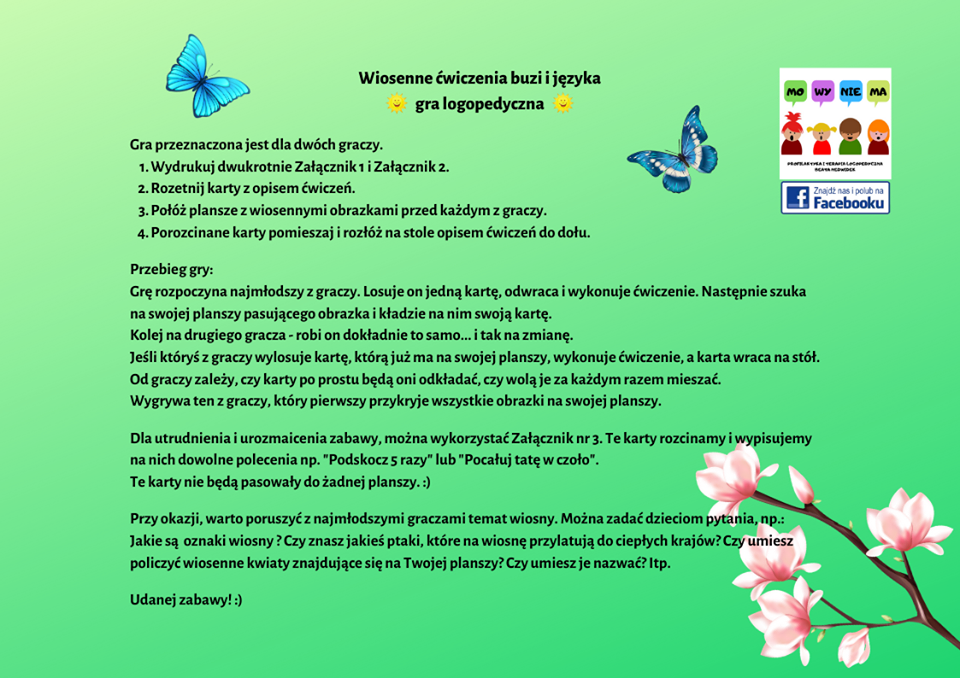 Wiosenne ćwiczenia buzi i języka
gra logopedyczna
MO WY NIE MA
PROFILAKTYKA I TERAPIA LOGOPEDYCZNA
Znajdź nas i polub na
Facebooku
Gra przeznaczona jest dla dwóch graczy.
1. Wydrukuj dwukrotnie Załącznik 1 i Załącznik 2.
2. Rozetnij karty z opisem ćwiczeń.
3. Połóż plansze z wiosennymi obrazkami przed każdym z graczy.
4. Porozcinane karty pomieszaj i rozłóż na stole opisem ćwiczeń do dołu.
Przebieg gry:
Grę rozpoczyna najmłodszy z graczy. Losuje on jedną kartę, odwraca i wykonuje ćwiczenie. Następnie szuka
na swojej planszy pasującego obrazka i kładzie na nim swoją kartę.
Kolej na drugiego gracza - robi on dokładnie to samo... i tak na zmianę.
Jeśli któryś z graczy wylosuje kartę, którą już ma na swojej planszy, wykonuje ćwiczenie, a karta wraca na stół.
Od graczy zależy, czy karty po prostu będą oni odkładać, czy wolą je za każdym razem mieszać.
Wygrywa ten z graczy, który pierwszy przykryje wszystkie obrazki na swojej planszy.
Dla utrudnienia i urozmaicenia zabawy, można wykorzystać Załącznik nr 3. Te karty rozcinamy i wypisujemy
na nich dowolne polecenia np. "Podskocz 5 razy" lub "Pocałuj tatę w czoło".
Te karty nie będą pasowały do żadnej planszy. :)
Przy okazji, warto poruszyć z najmłodszymi graczami temat wiosny. Można zadać dzieciom pytania, np.:
Jakie są oznaki wiosny ? Czy znasz jakieś ptaki, które na wiosnę przylatują do ciepłych krajów? Czy umiesz
policzyć wiosenne kwiaty znajdujące się na Twojej planszy? Czy umiesz je nazwać? Itp.
Udanej zabawy! :)